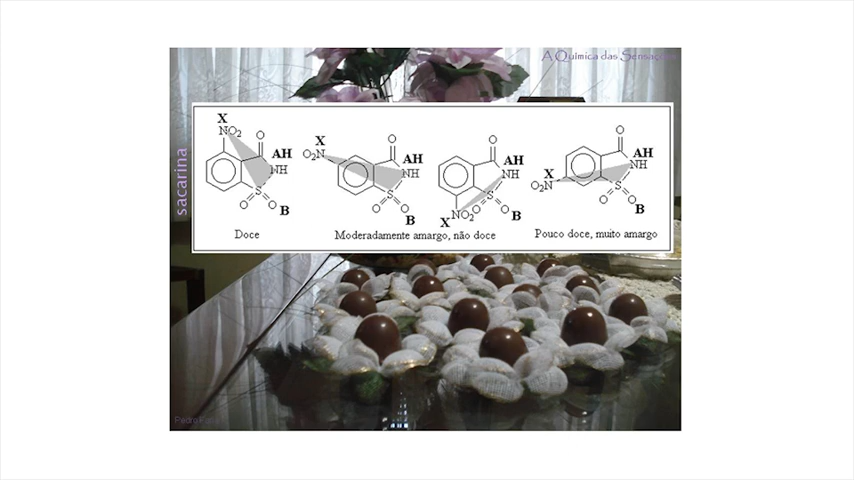 A Química das Sensações
sacarina
X
NO2
O
AH
NH
S
O
O
B
Doce
X
O2N
O
AH
NH
S
O
O
B
O
AH
NH
S
O
O
NO2
X
B
Moderadamente amargo, não doce
O
X
O2N
AH
NH
S
O
O
B
Pouco doce, muito amargo